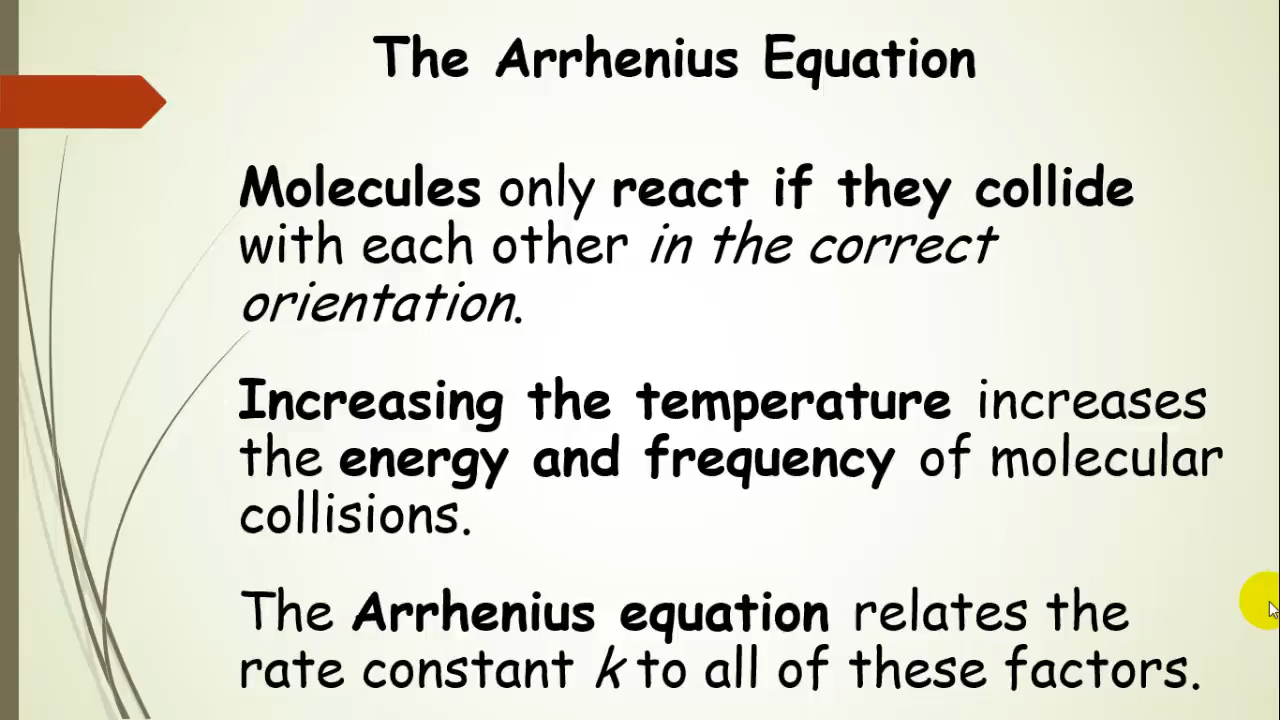 The Arrhenius Equation
Molecules only react if they collide
with each other in the correct
orientation.
Increasing the temperature increases
the energy and frequency of molecular
collisions.
The Arrhenius equation relates the
rate constant k to all of these factors.